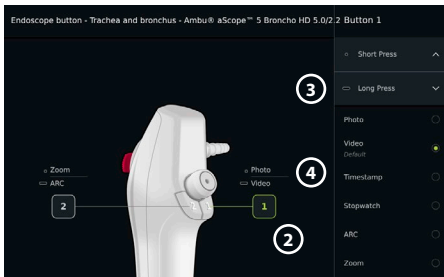 Endoscope button - Trachea and bronchus - Ambu® aScope™ 5 Broncho HD 5.0/2.2
Button 1
Short Press
3
Long Press
Photo
Video
Default
4
Zoom
ARC
Photo
Video
Timestamp
2
1
Stopwatch
2
ARC
Zoom